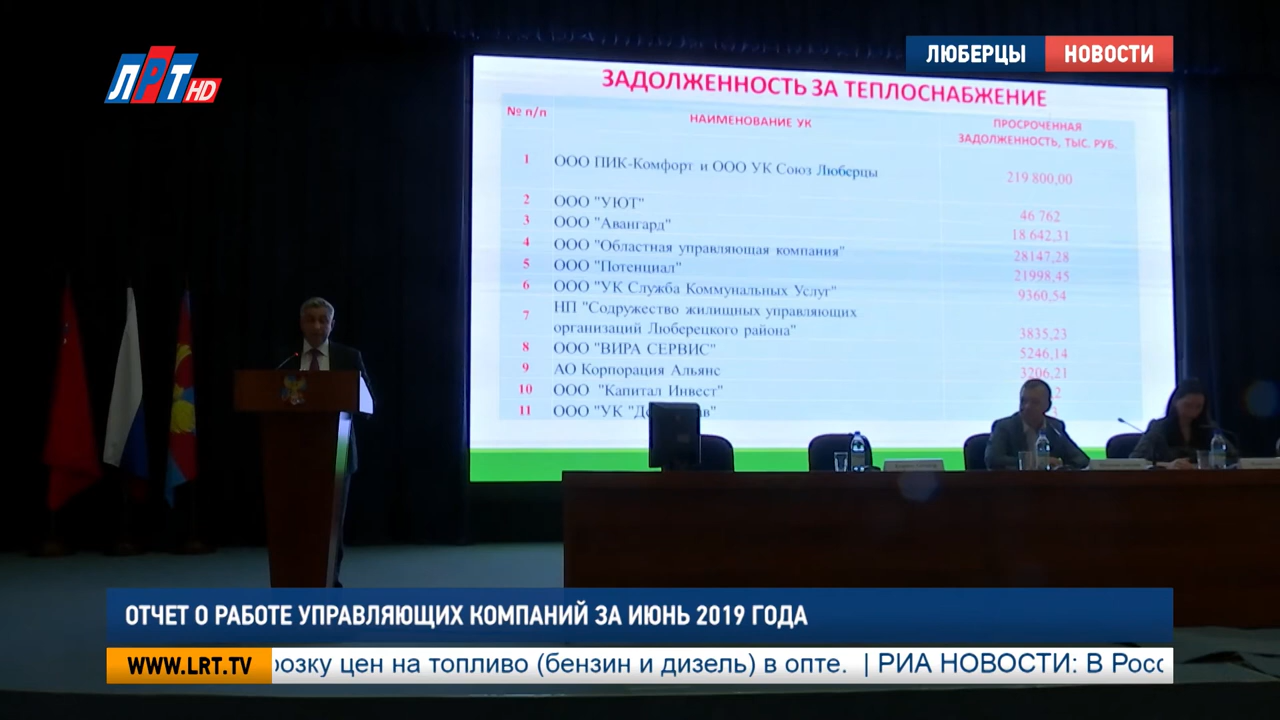 ЛРТ HD
ЛЮБЕРЦЫ НОВОСТИ
ЗАДОЛЖЕННОСТЬ ЗА ТЕПЛОСНАБЖЕНИЕ
№ п/п НАИМЕНОВАНИЕ УК ПРОСРОЧЕННАЯ
ЗАДОЛЖЕННОСТЬ, ТЫС. РУБ.
1 ООО ПИК-Комфорт и ООО УК Союз Люберцы 219 800,00
2 ООО "УЮТ" 46 762
3 ООО "Авангард" 18 642,31
4 ООО "Областная управляющая компания" 28147,28
5 ООО "Потенциал" 21998,45
6 ООО "УК Служба Коммунальных Услуг" 9360,54
7 НП "Содружество жилищных управляющих
организаций Люберецкого района" 3835,23
8 ООО "ВИРА СЕРВИС" 5246,14
9 АО Корпорация Альянс 3206,21
10 ООО "Капитал Инвест"
11 ООО "УК
ОТЧЕТ О РАБОТЕ УПРАВЛЯЮЩИХ КОМПАНИЙ ЗА ИЮНЬ 2019 ГОДА
WWW.LRT.TV розку цен на топливо (бензин и дизель) в опте. | РИА НОВОСТИ: В Росс